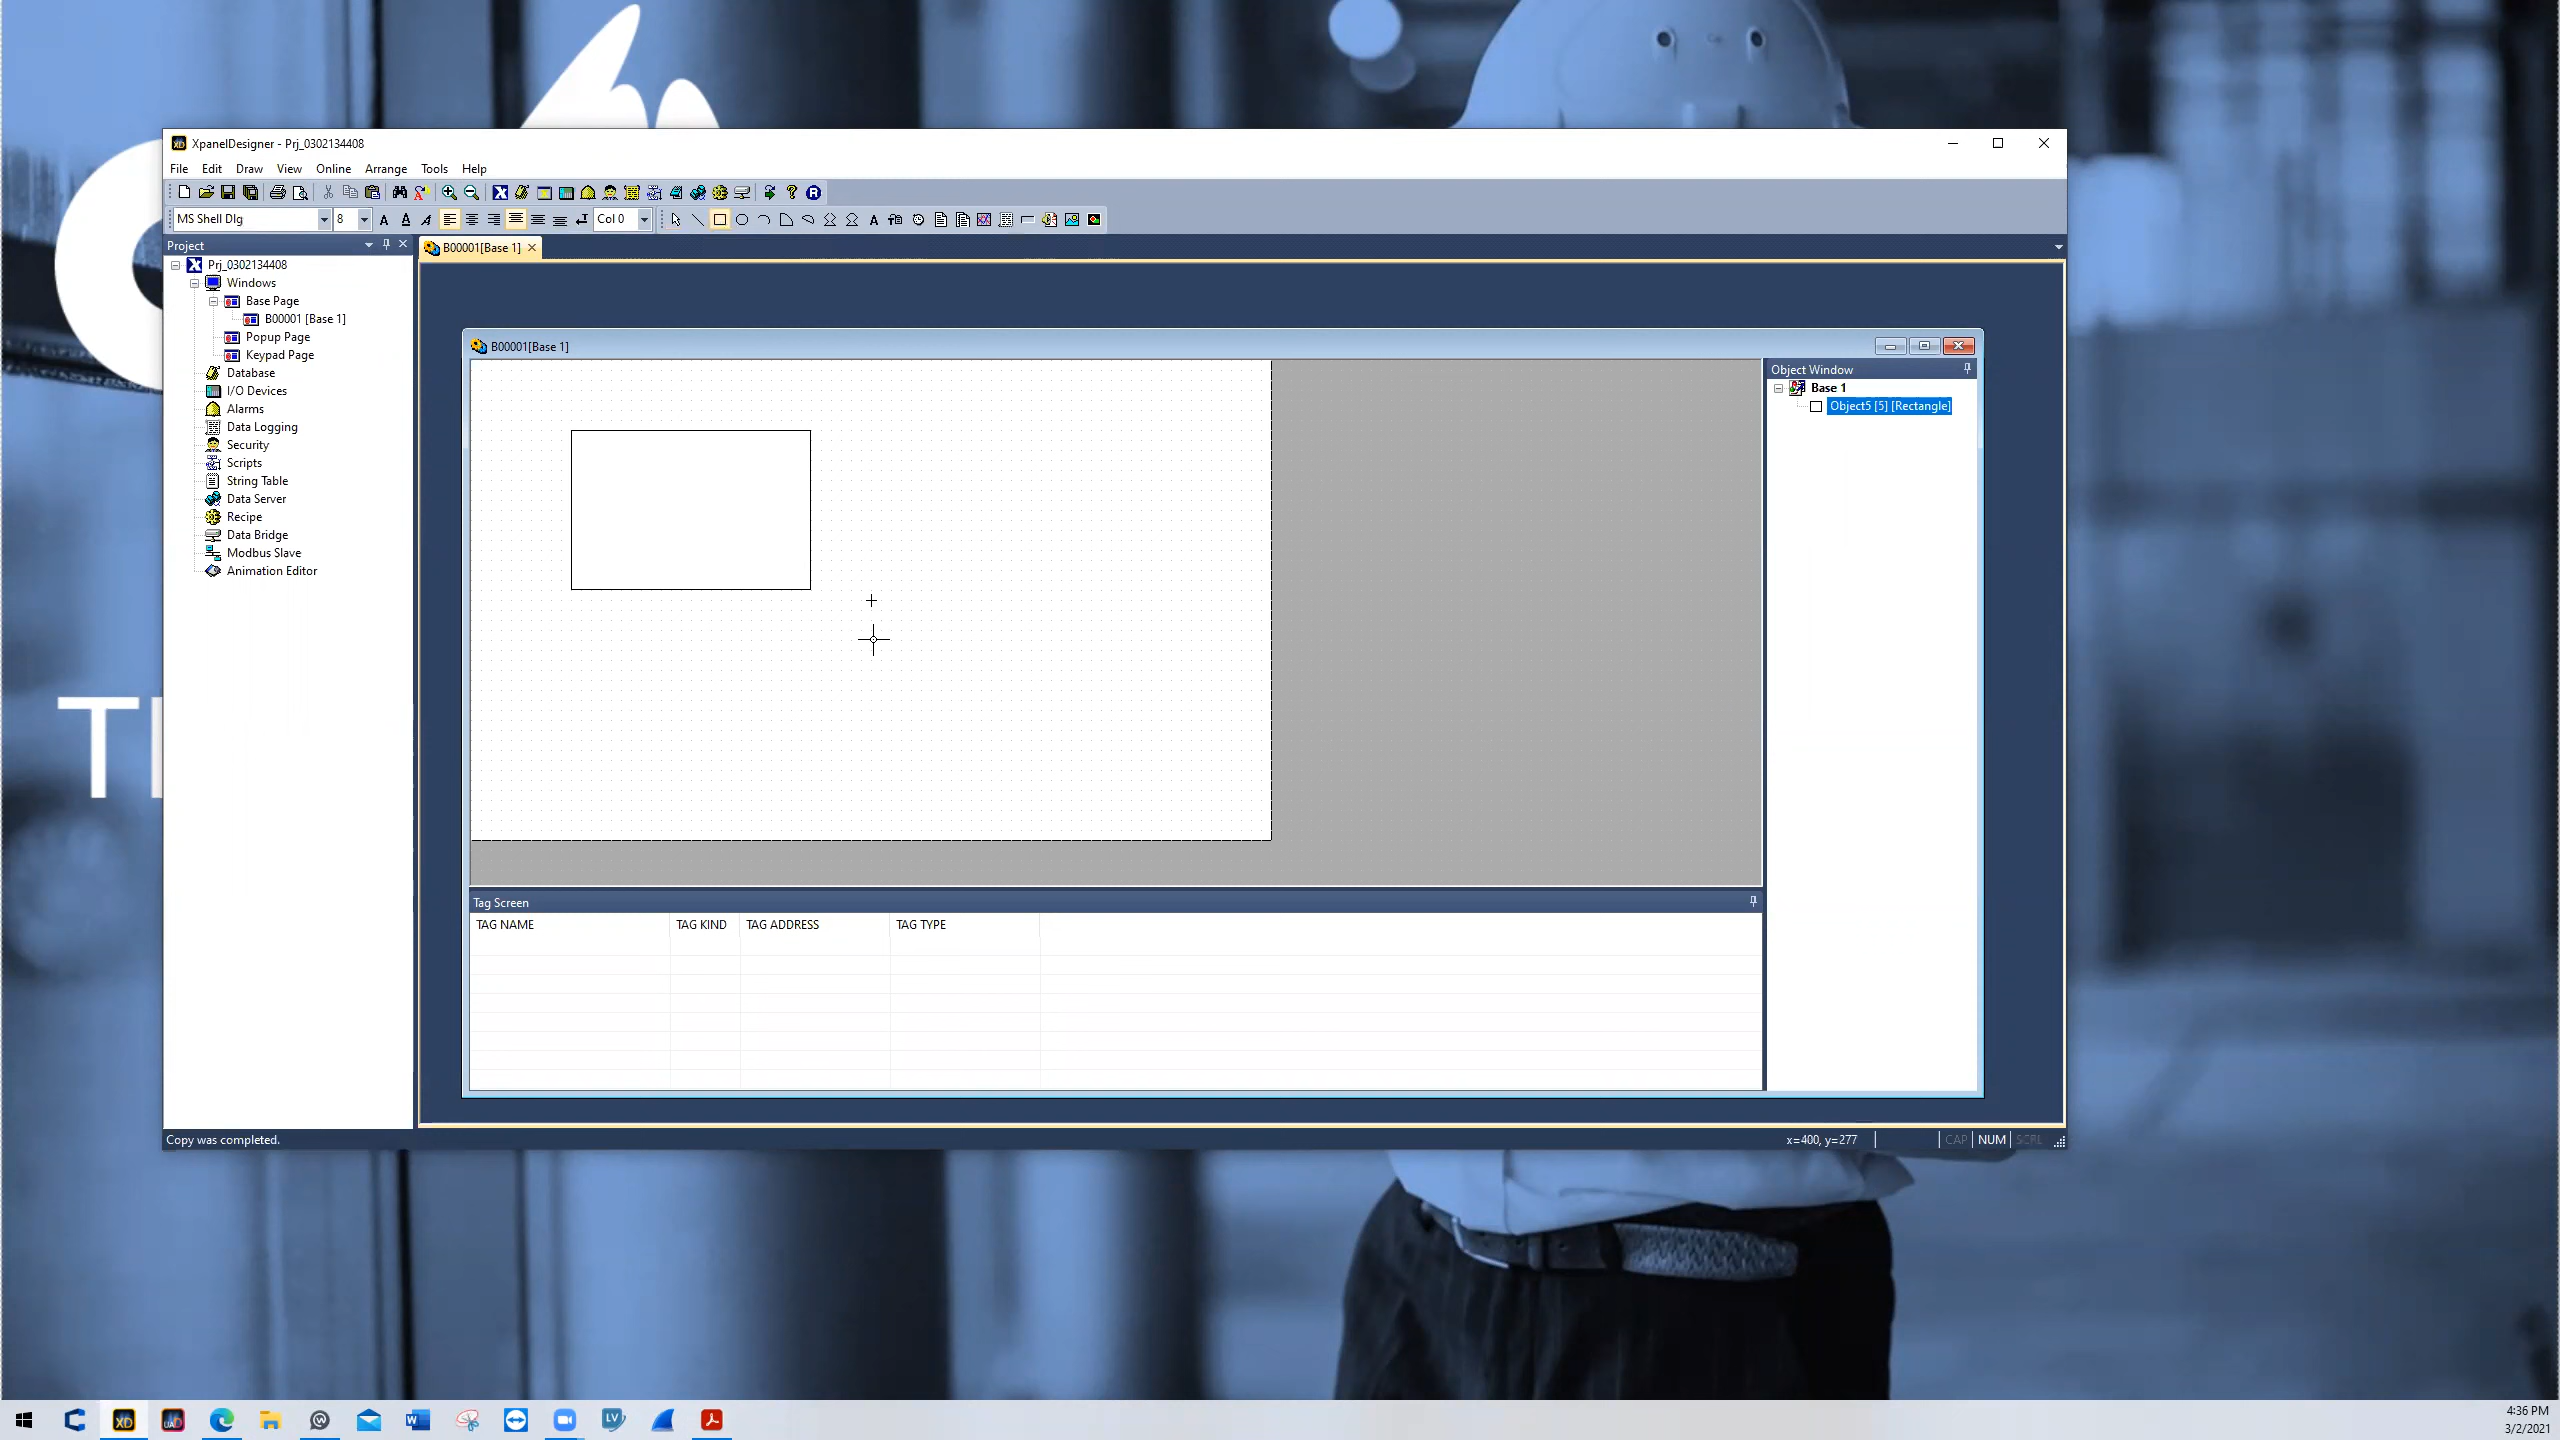 XpanelDesigner - Prj_0302134408
File Edit Draw View Online Arrange Tools Help
MS Shell Dlg 8 Col 0
Project
B00001[Base 1]
Prj_0302134408
Windows
Base Page
B00001 [Base 1]
Popup Page
Keypad Page
Database
I/O Devices
Alarms
Data Logging
Security
Scripts
String Table
Data Server
Recipe
Data Bridge
Modbus Slave
Animation Editor
B00001[Base 1]
Object Window
Base 1
Object5 [5] [Rectangle]
Tag Screen
TAG NAME TAG KIND TAG ADDRESS TAG TYPE
Copy was completed.
x=400, y=277 CAP NUM SCRL
XD LV
4:36 PM
3/2/2021